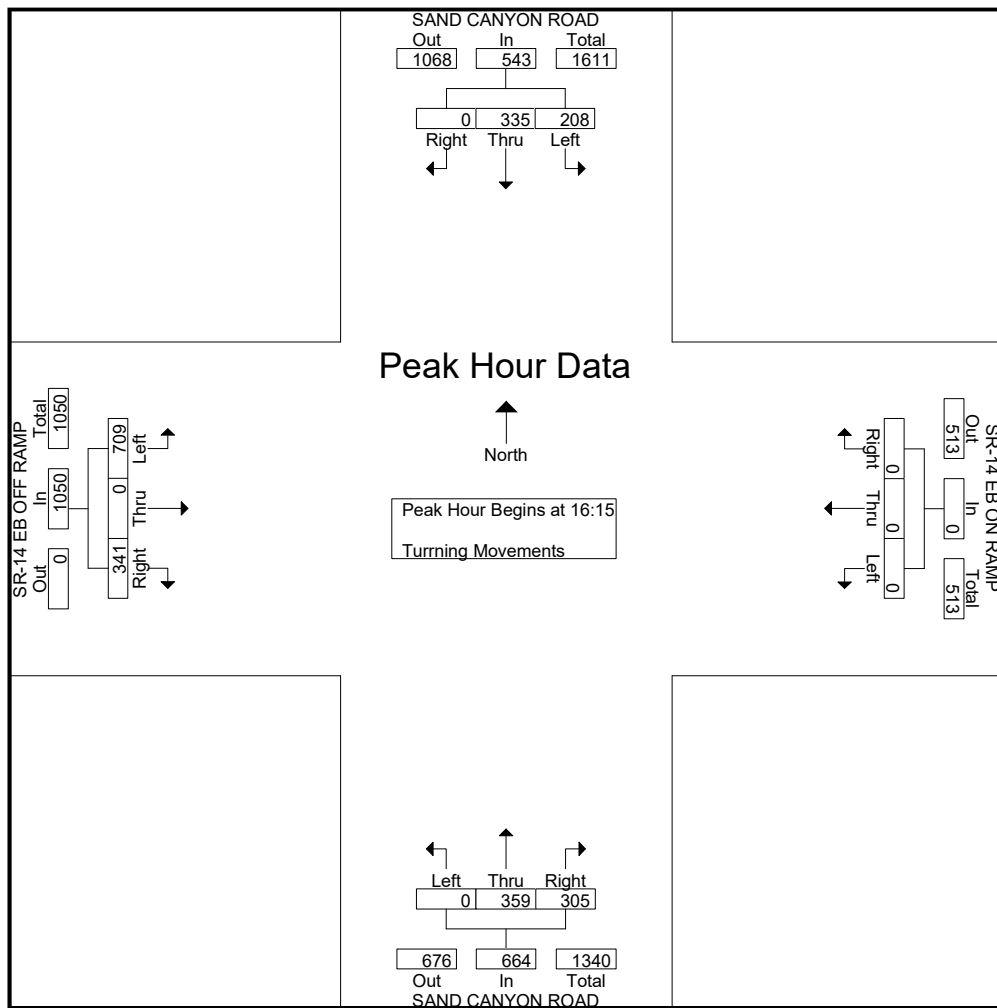 SAND CANYON ROAD
Out In Total
1068 543 1611
0 335 208
Right Thru Left
Peak Hour Data
North
Peak Hour Begins at 16:15
Turrning Movements
SR-14 EB OFF RAMP
Out In Total
0 1050 1050
341 0 709
Right Thru Left
SR-14 EB ON RAMP
Out In Total
513 0 513
0 0 0
Right Thru Left
Left Thru Right
0 359 305
676 664 1340
Out In Total
SAND CANYON ROAD